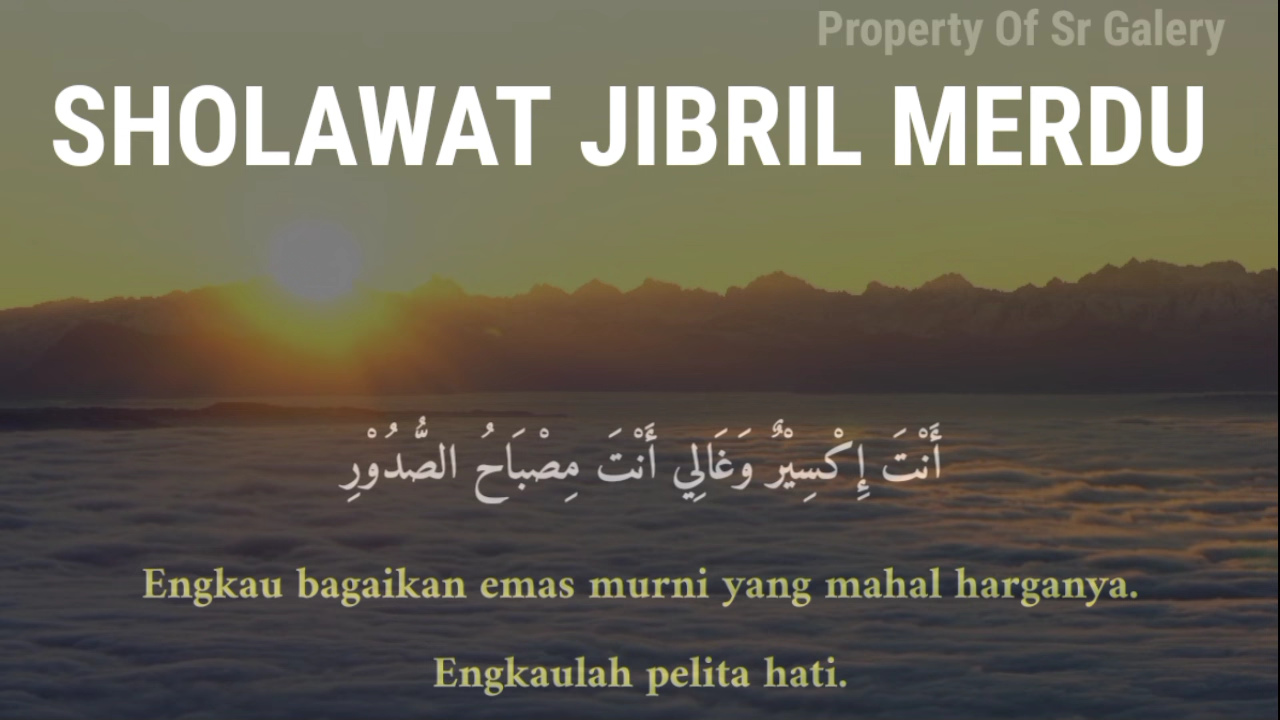 Property Of Sr Galery
SHOLAWAT JIBRIL MERDU
أَنْتَ إِكْسِيْرٌ وَغَالِي أَنْتَ مِصْبَاحُ الصُّدُوْرِ
Engkau bagaikan emas murni yang mahal harganya.
Engkaulah pelita hati.